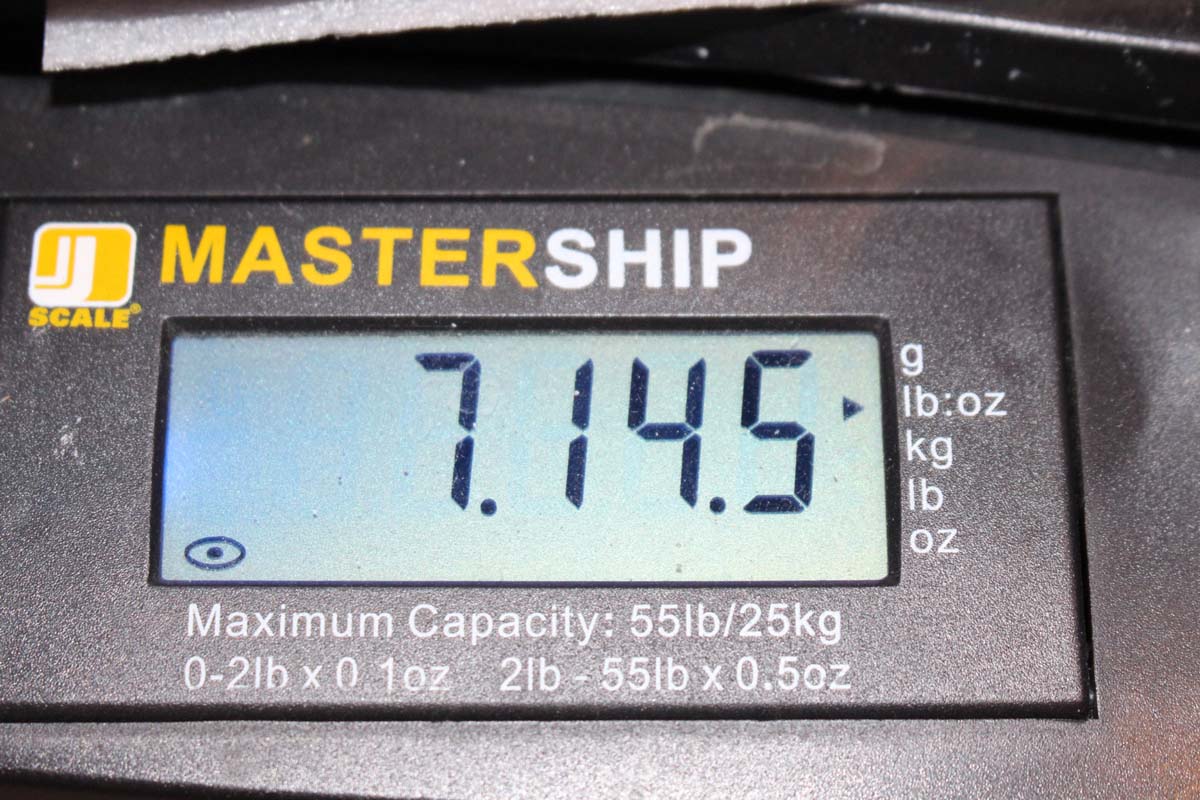 JJ
SCALE®
MASTERSHIP
7.14.5
g
lb:oz
kg
lb
oz
Maximum Capacity: 55lb/25kg
0-2lb x 0 1oz 2lb - 55lb x 0.5oz